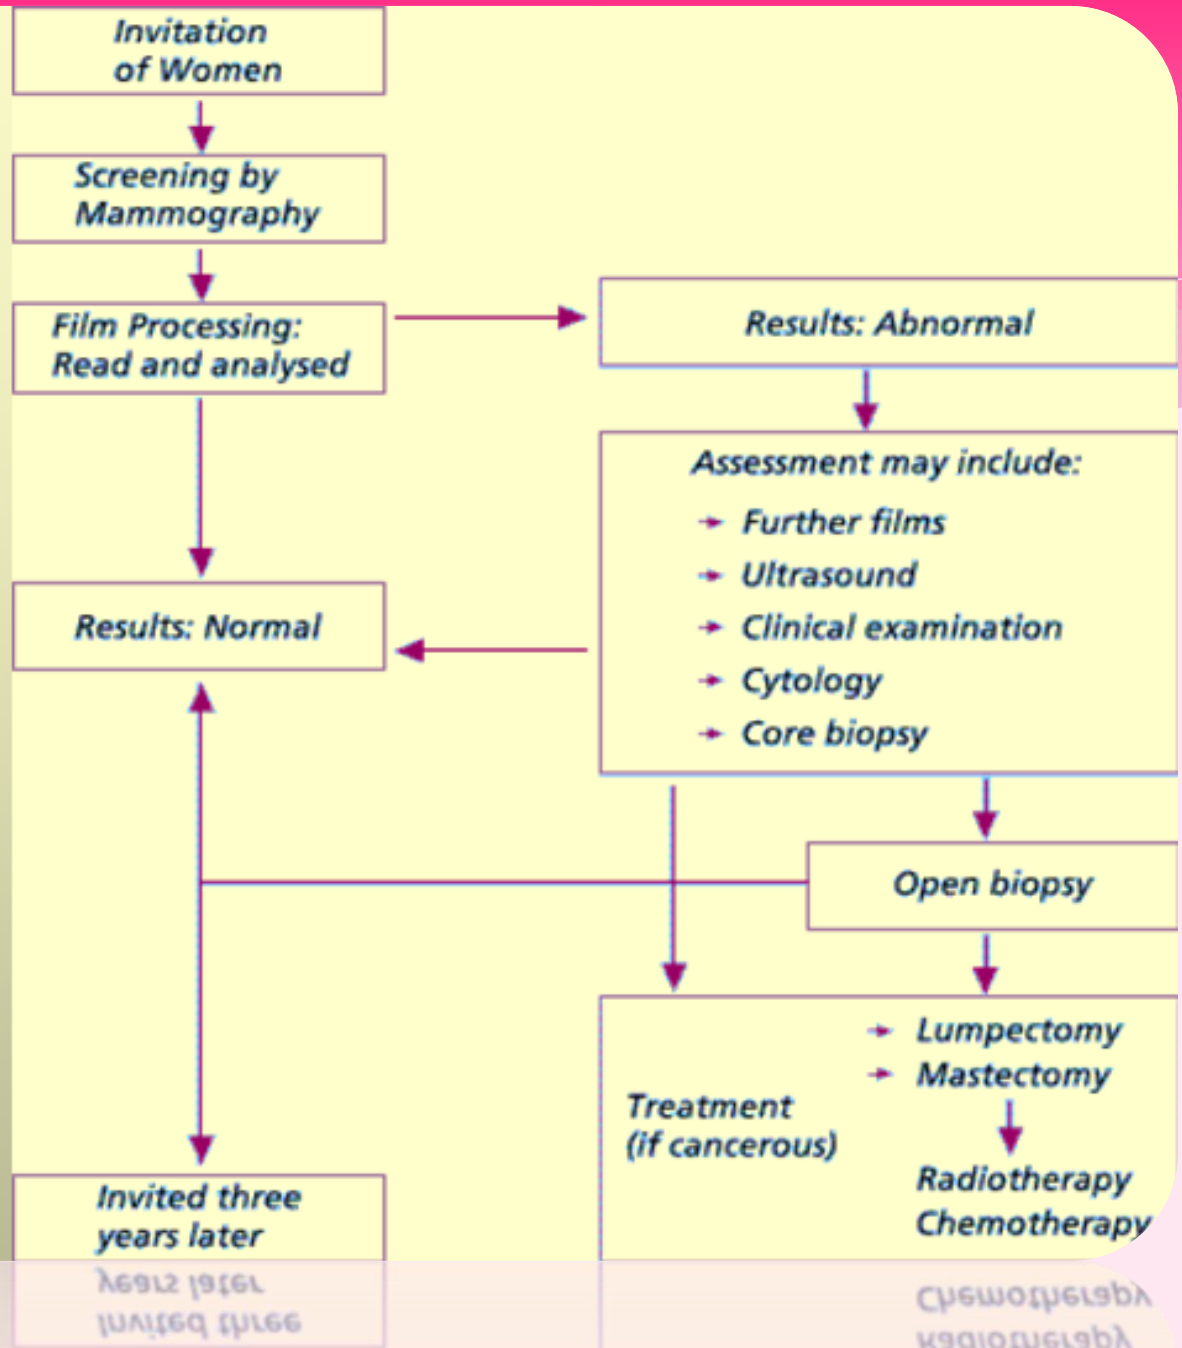 Invitation
of Women
Screening by
Mammography
Film Processing:
Read and analysed
Results: Abnormal
Assessment may include:
Further films
Ultrasound
Clinical examination
Cytology
Core biopsy
Results: Normal
Open biopsy
Lumpectomy
Mastectomy
Treatment
(if cancerous)
Radiotherapy
Chemotherapy
Invited three
years later